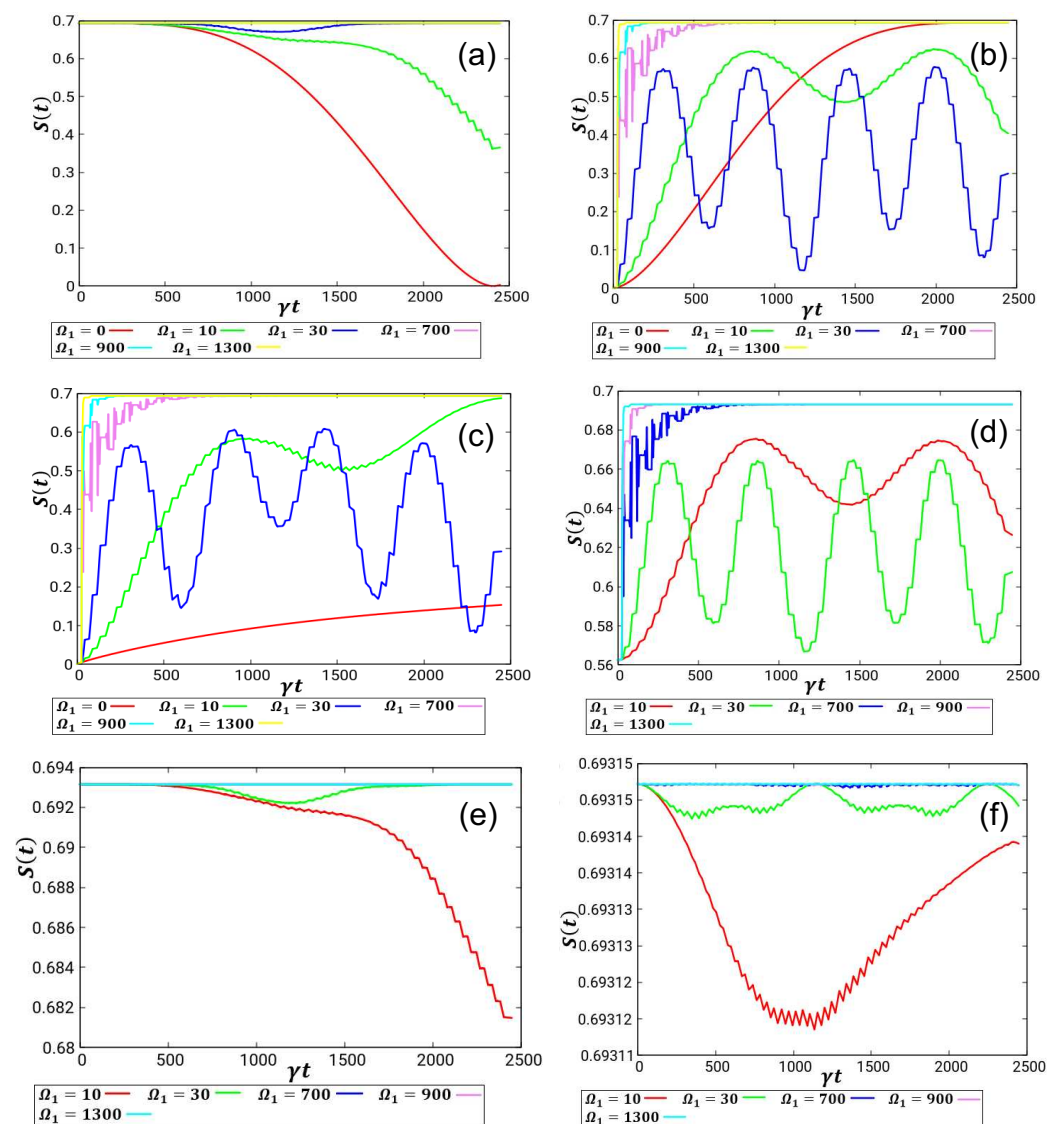 0.7
0.6
0.5
0.4
0.3
0.2
0.1
0
S(t)
(a)
0 500 1000 1500 2000 2500
γt
Ω₁ = 0 Ω₁ = 10 Ω₁ = 30 Ω₁ = 700
Ω₁ = 900 Ω₁ = 1300
0.7
0.6
0.5
0.4
0.3
0.2
0.1
0
S(t)
(b)
0 500 1000 1500 2000 2500
γt
Ω₁ = 0 Ω₁ = 10 Ω₁ = 30 Ω₁ = 700
Ω₁ = 900 Ω₁ = 1300
0.7
0.6
0.5
0.4
0.3
0.2
0.1
0
S(t)
(c)
0 500 1000 1500 2000 2500
γt
Ω₁ = 0 Ω₁ = 10 Ω₁ = 30 Ω₁ = 700
Ω₁ = 900 Ω₁ = 1300
0.7
0.68
0.66
0.64
0.62
0.6
0.58
0.56
S(t)
(d)
0 500 1000 1500 2000 2500
γt
Ω₁ = 10 Ω₁ = 30 Ω₁ = 700 Ω₁ = 900
Ω₁ = 1300
0.694
0.692
0.69
0.688
0.686
0.684
0.682
0.68
S(t)
(e)
0 500 1000 1500 2000 2500
γt
Ω₁ = 10 Ω₁ = 30 Ω₁ = 700 Ω₁ = 900
Ω₁ = 1300
0.69315
0.69315
0.69314
0.69314
0.69313
0.69313
0.69312
0.69312
0.69311
S(t)
(f)
0 500 1000 1500 2000 2500
γt
Ω₁ = 10 Ω₁ = 30 Ω₁ = 700 Ω₁ = 900
Ω₁ = 1300